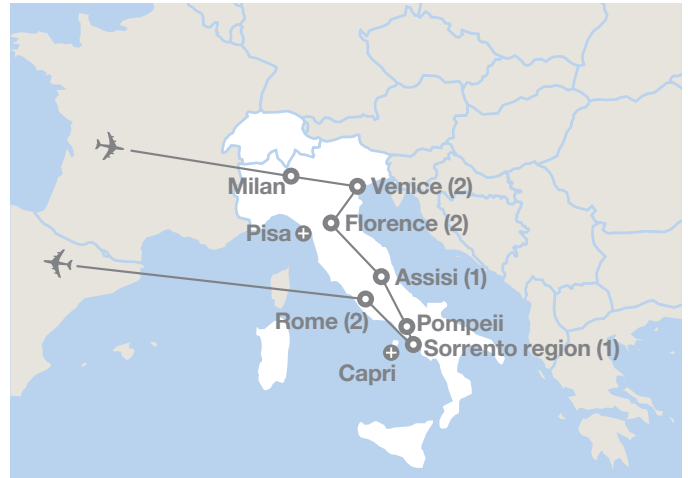 Milan
Venice (2)
Florence (2)
Pisa
Assisi (1)
Rome (2)
Pompeii
Sorrento region (1)
Capri